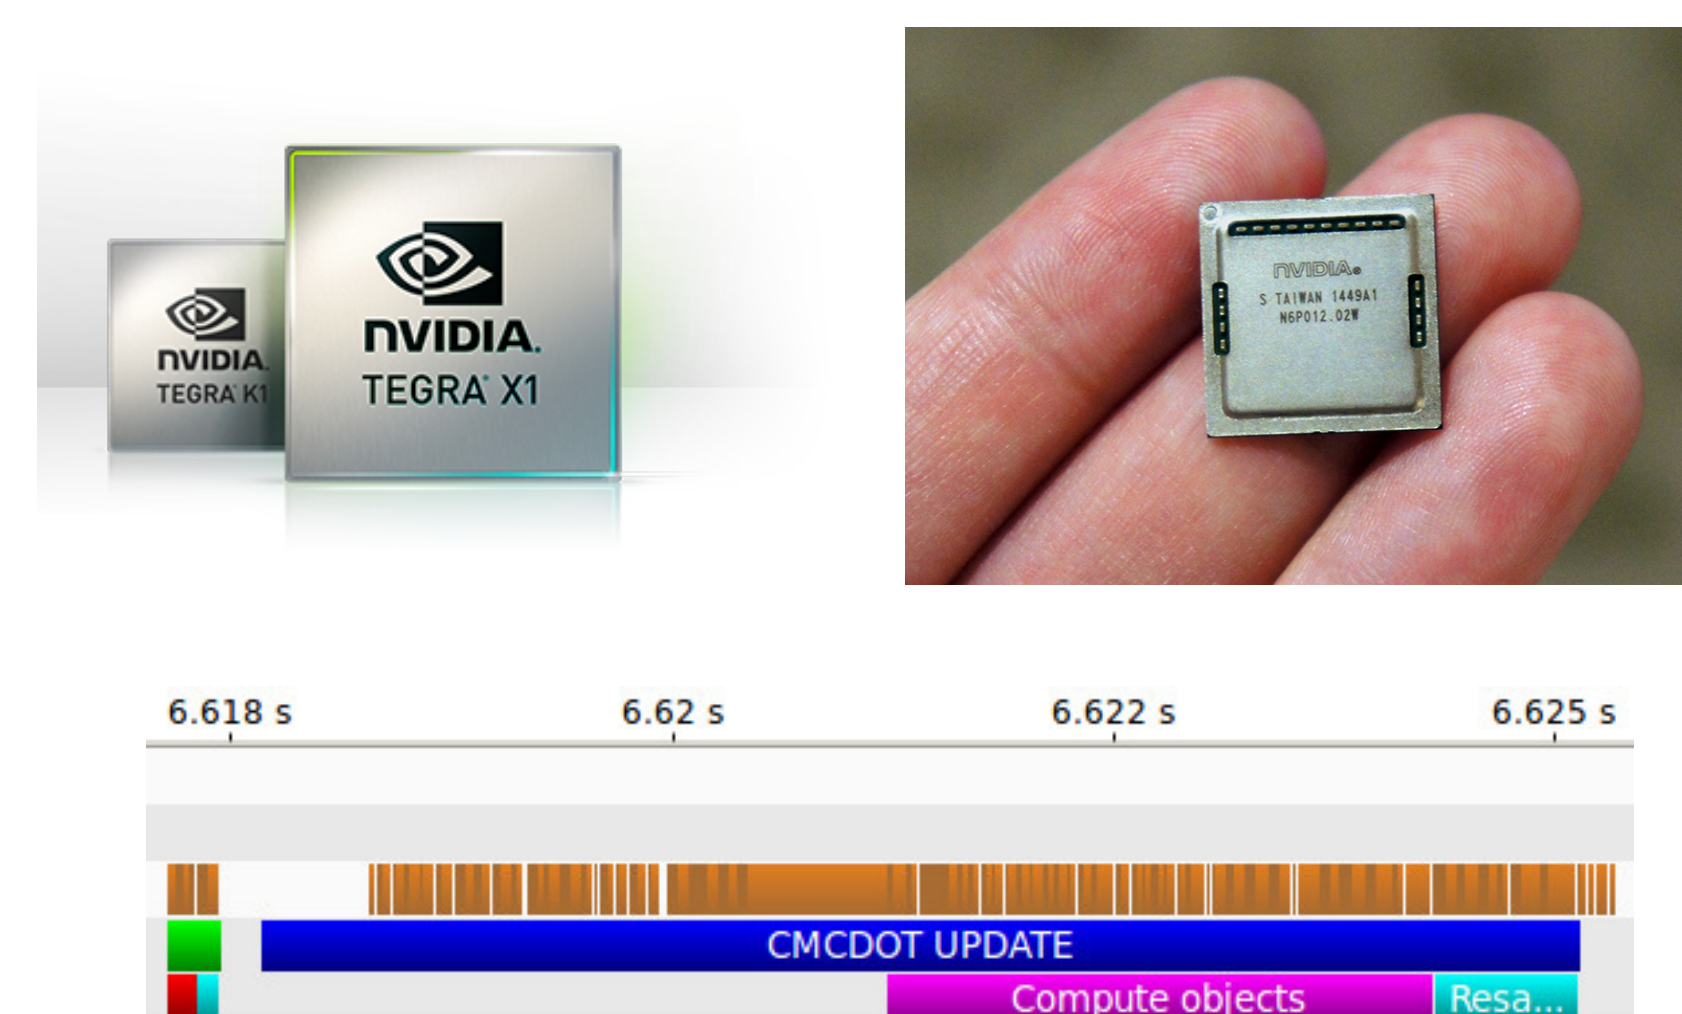 NVIDIA.
TEGRA K1
NVIDIA.
TEGRA X1
NVIDIA®
S TAIWAN 1449A1
N6P012.02W
6.618 s 6.62 s 6.622 s 6.625 s
CMCDOT UPDATE
Compute objects Resa...